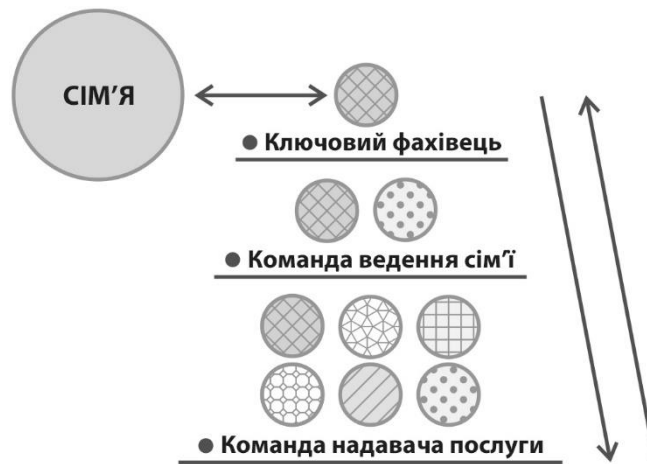 СІМ’Я
● Ключовий фахівець
● Команда ведення сім’ї
● Команда надавача послуги